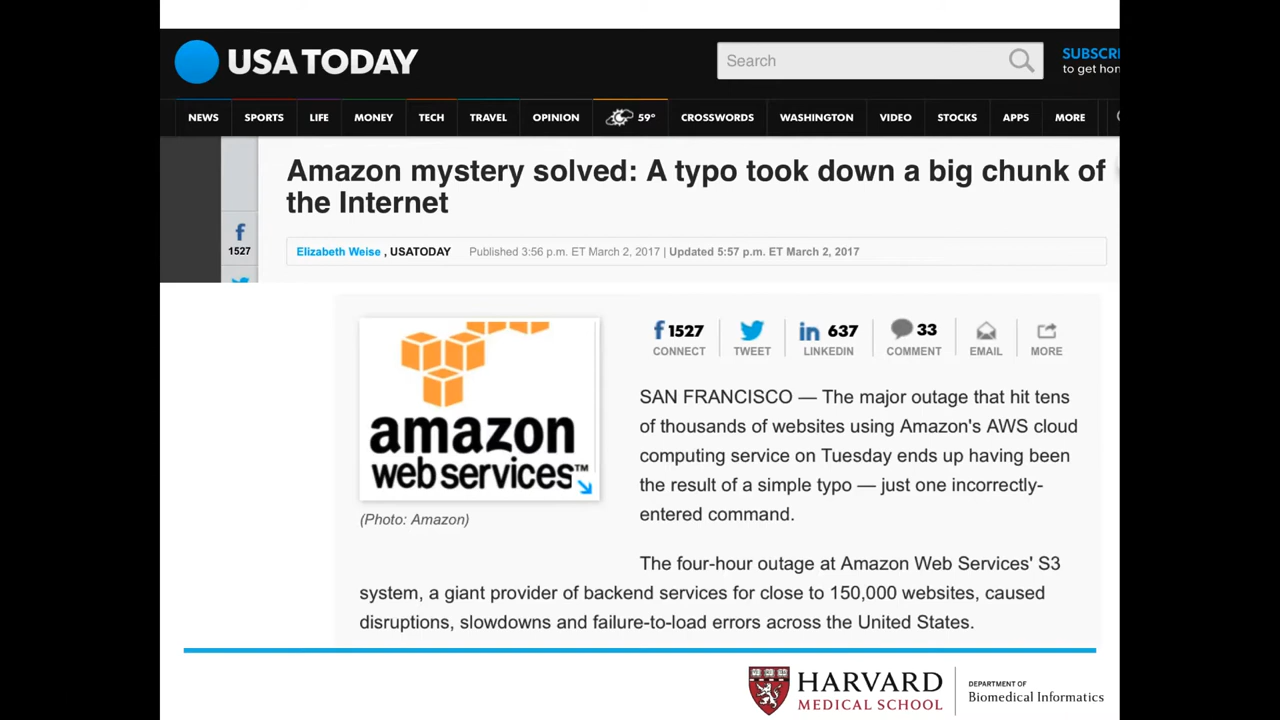 USA TODAY
Search
SUBSCRI
to get hom
NEWS SPORTS LIFE MONEY TECH TRAVEL OPINION 59° CROSSWORDS WASHINGTON VIDEO STOCKS APPS MORE
Amazon mystery solved: A typo took down a big chunk of
the Internet
1527
Elizabeth Weise , USATODAY Published 3:56 p.m. ET March 2, 2017 | Updated 5:57 p.m. ET March 2, 2017
amazon
web services™
(Photo: Amazon)
1527 637 33
CONNECT TWEET LINKEDIN COMMENT EMAIL MORE
SAN FRANCISCO — The major outage that hit tens
of thousands of websites using Amazon's AWS cloud
computing service on Tuesday ends up having been
the result of a simple typo — just one incorrectly-
entered command.
The four-hour outage at Amazon Web Services' S3
system, a giant provider of backend services for close to 150,000 websites, caused
disruptions, slowdowns and failure-to-load errors across the United States.
HARVARD
MEDICAL SCHOOL
DEPARTMENT OF
Biomedical Informatics